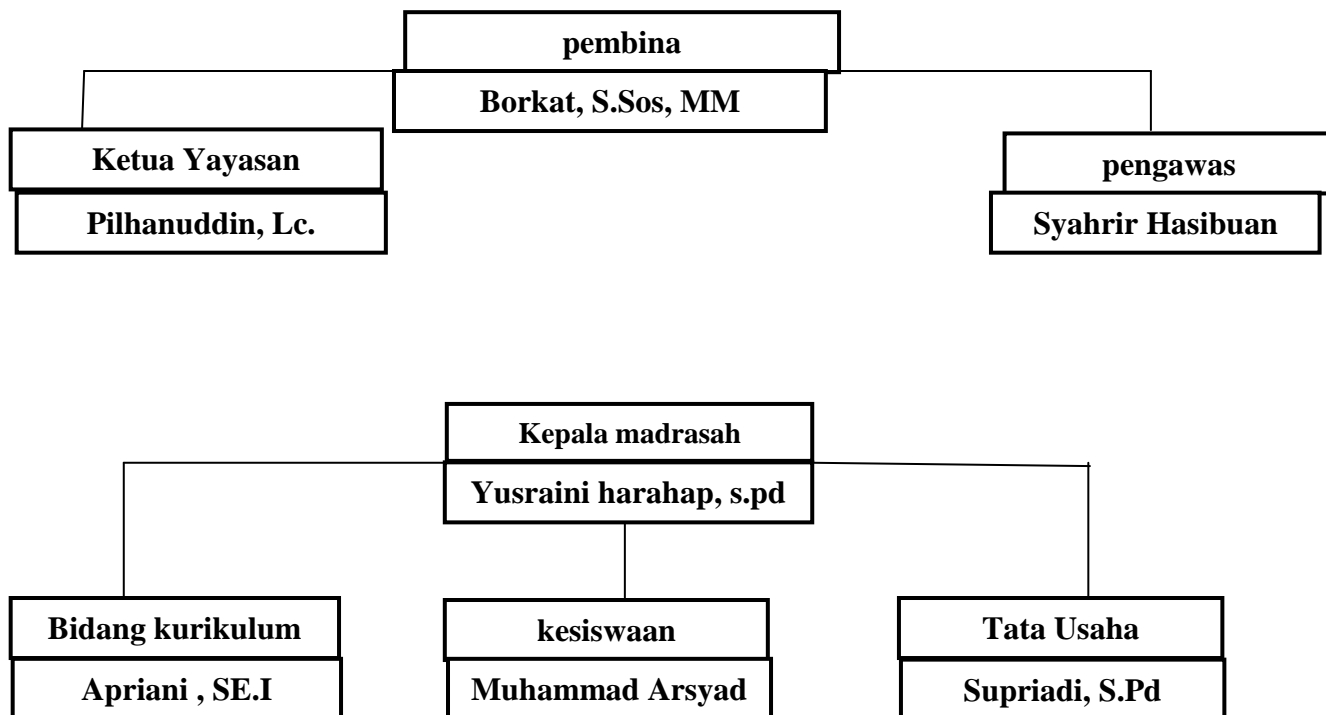 pembina
Borkat, S.Sos, MM
Ketua Yayasan
Pilhanuddin, Lc.
pengawas
Syahrir Hasibuan
Kepala madrasah
Yusraini harahap, s.pd
Bidang kurikulum
Apriani , SE.I
kesiswaan
Muhammad Arsyad
Tata Usaha
Supriadi, S.Pd